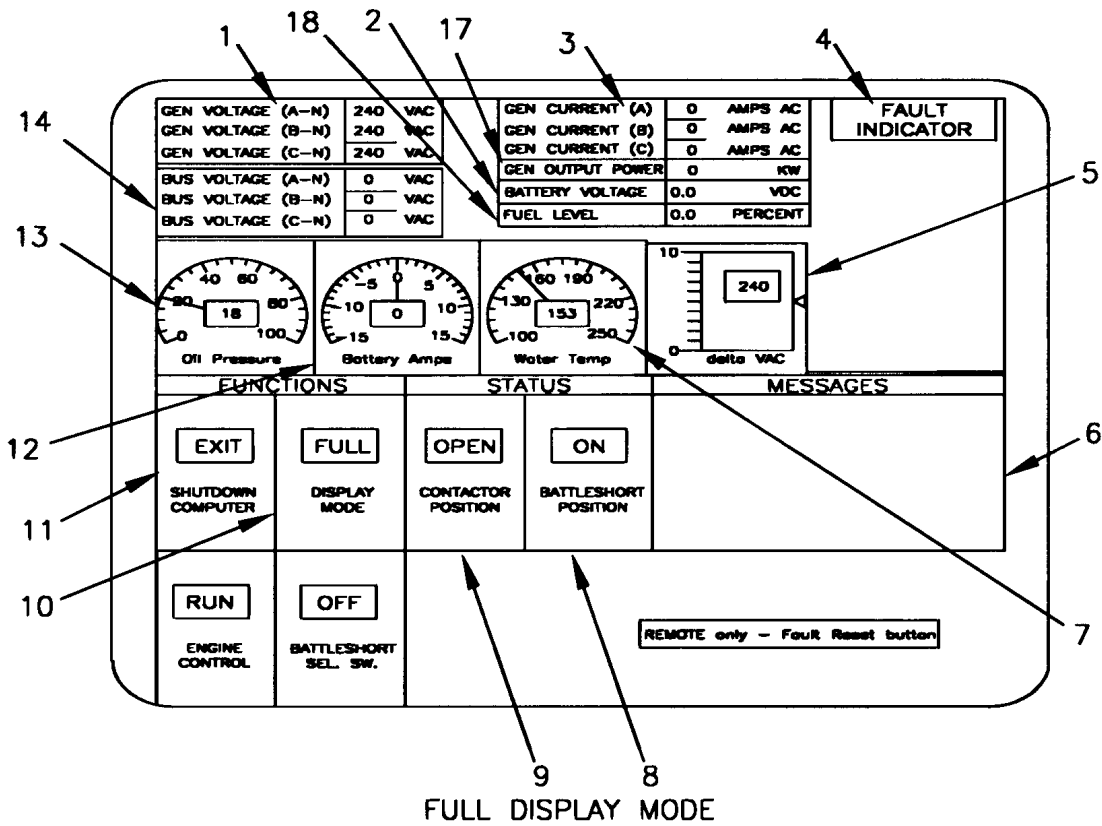 18 2 17 3 4
1
14
GEN VOLTAGE (A-N) 240 VAC
GEN VOLTAGE (B-N) 240 VAC
GEN VOLTAGE (C-N) 240 VAC
BUS VOLTAGE (A-N) 0 VAC
BUS VOLTAGE (B-N) 0 VAC
BUS VOLTAGE (C-N) 0 VAC
GEN CURRENT (A) 0 AMPS AC
GEN CURRENT (B) 0 AMPS AC
GEN CURRENT (C) 0 AMPS AC
GEN OUTPUT POWER 0 KW
BATTERY VOLTAGE 0.0 VDC
FUEL LEVEL 0.0 PERCENT
FAULT
INDICATOR
5
13
0 20 40 60 80 100
18
Oil Pressure
15 10 -5 0 5 10 15
0
Battery Amps
100 130 160 190 220 250
153
Water Temp
10
240
0
delta VAC
12
FUNCTIONS STATUS MESSAGES
6
11
EXIT
SHUTDOWN
COMPUTER
FULL
DISPLAY
MODE
OPEN
CONTACTOR
POSITION
ON
BATTLESHORT
POSITION
10
RUN
ENGINE
CONTROL
OFF
BATTLESHORT
SEL. SW.
REMOTE only - Fault Reset button
7
9 8
FULL DISPLAY MODE